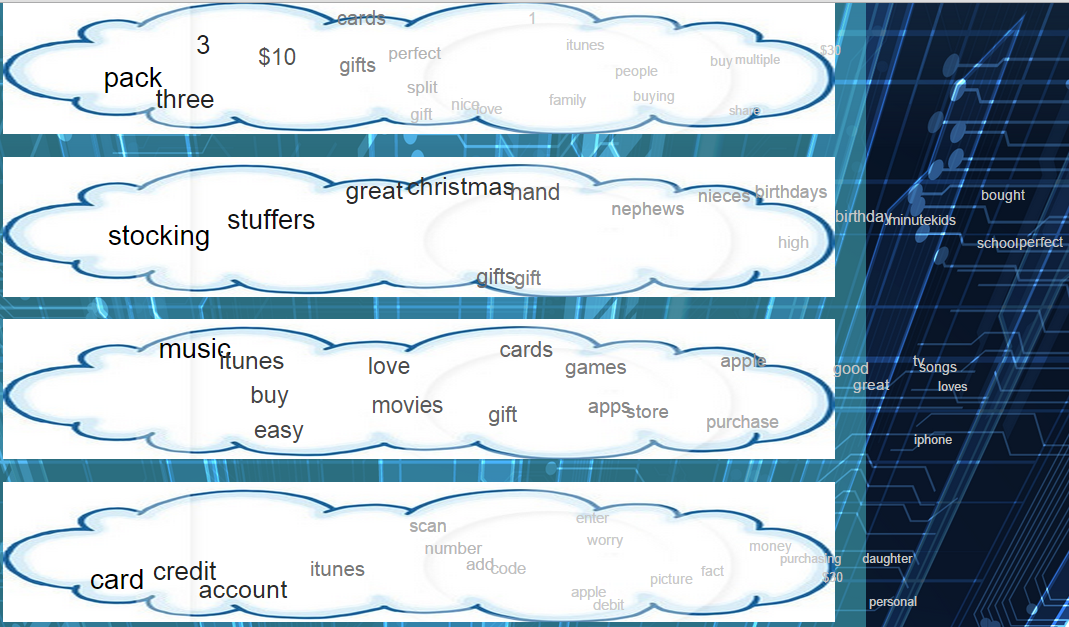 cards 1
3 $10 perfect itunes $30
gifts people buy multiple
pack split family buying
three gift nice love share
great christmas hand nieces birthdays bought
stocking stuffers nephews birthday minute kids
high school perfect
gifts gift
music itunes love cards games apple tv songs
good great loves
buy movies gift apps store purchase
easy iphone
scan enter
number worry money
card credit account itunes add code picture fact purchasing daughter
apple debit $20
personal